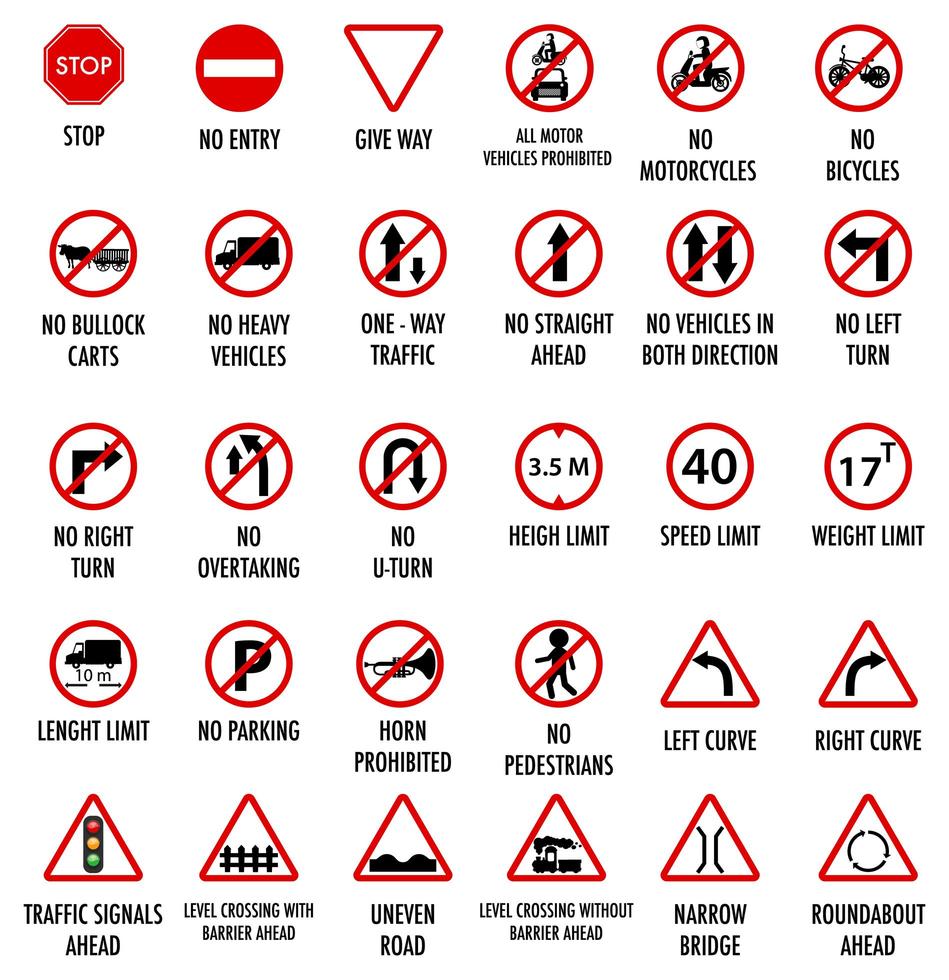 STOP
STOP
NO ENTRY
GIVE WAY
ALL MOTOR
VEHICLES PROHIBITED
NO
MOTORCYCLES
NO
BICYCLES
NO BULLOCK
CARTS
NO HEAVY
VEHICLES
ONE - WAY
TRAFFIC
NO STRAIGHT
AHEAD
NO VEHICLES IN
BOTH DIRECTION
NO LEFT
TURN
NO RIGHT
TURN
NO
OVERTAKING
NO
U-TURN
3.5 M
HEIGH LIMIT
40
SPEED LIMIT
17T
WEIGHT LIMIT
10 m
LENGHT LIMIT
P
NO PARKING
HORN
PROHIBITED
NO
PEDESTRIANS
LEFT CURVE
RIGHT CURVE
TRAFFIC SIGNALS
AHEAD
LEVEL CROSSING WITH
BARRIER AHEAD
UNEVEN
ROAD
LEVEL CROSSING WITHOUT
BARRIER AHEAD
NARROW
BRIDGE
ROUNDABOUT
AHEAD